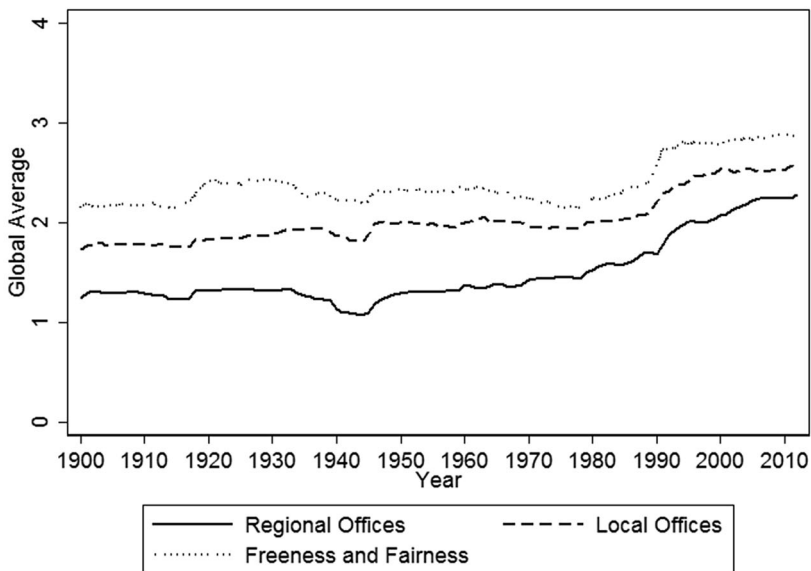 4
3
2
1
0
Global Average
1900 1910 1920 1930 1940 1950 1960 1970 1980 1990 2000 2010
Year
Regional Offices
Local Offices
Freeness and Fairness